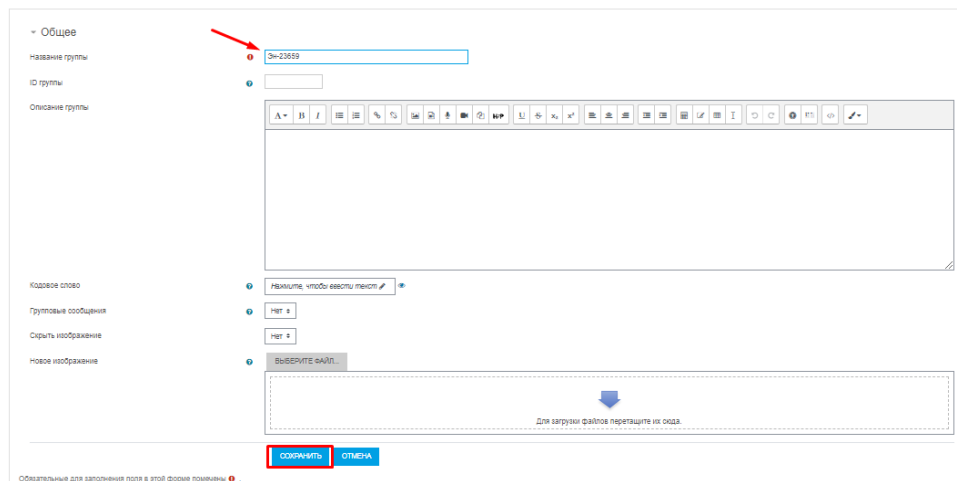 Общее
Название группы
Эн-23659
ID группы
Описание группы
Кодовое слово
Нажмите, чтобы ввести текст
Групповые сообщения
Нет
Скрыть изображение
Нет
Новое изображение
ВЫБЕРИТЕ ФАЙЛ...
Для загрузки файлов перетащите их сюда.
СОХРАНИТЬ ОТМЕНА
Обязательные для заполнения поля в этой форме помечены .